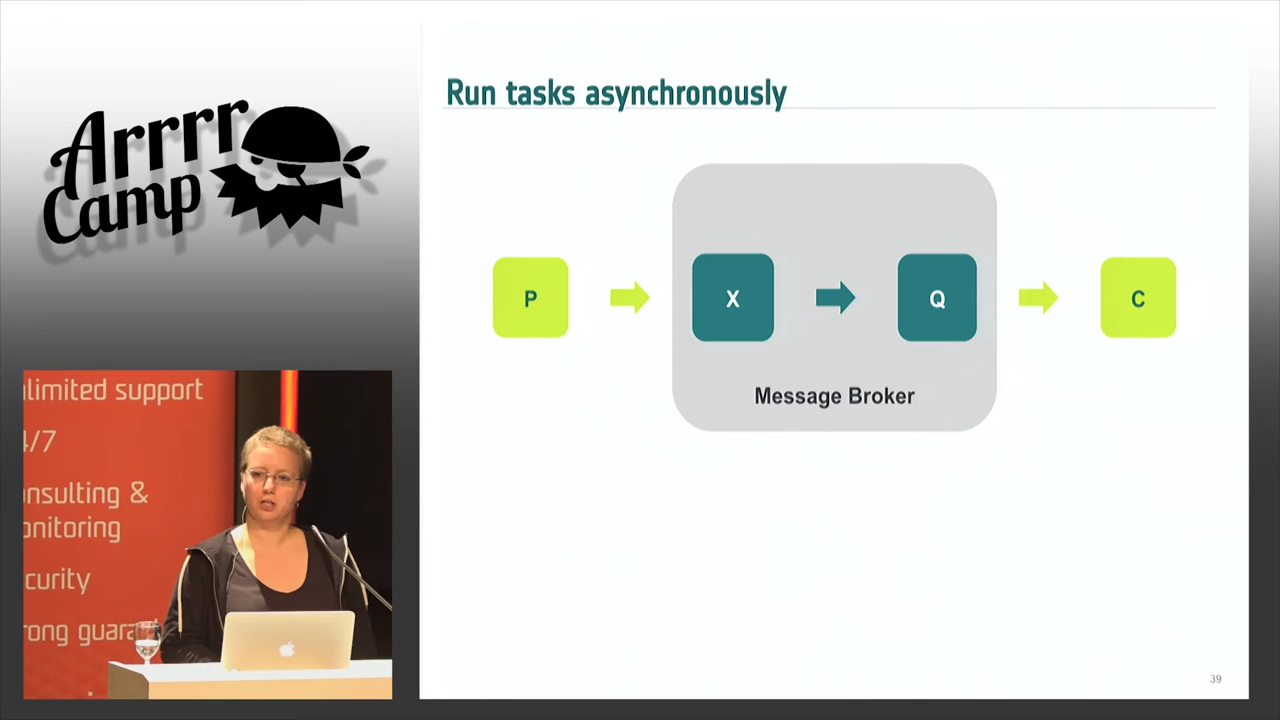 Arrrr
Camp
Run tasks asynchronously
P
X
Q
C
Message Broker
limited support
/7
nsulting &
onitoring
curity
rong guara
39